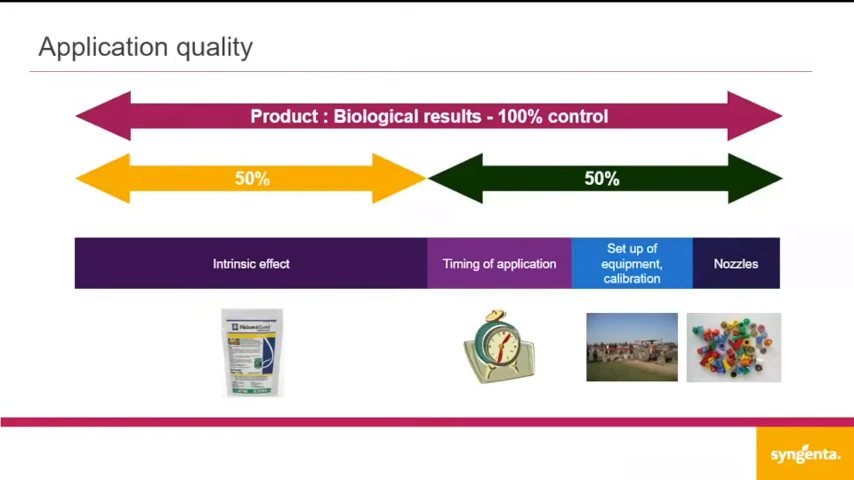 Application quality
Product : Biological results - 100% control
50%
50%
Intrinsic effect
Timing of application
Set up of
equipment,
calibration
Nozzles
RidomilGold
syngenta.